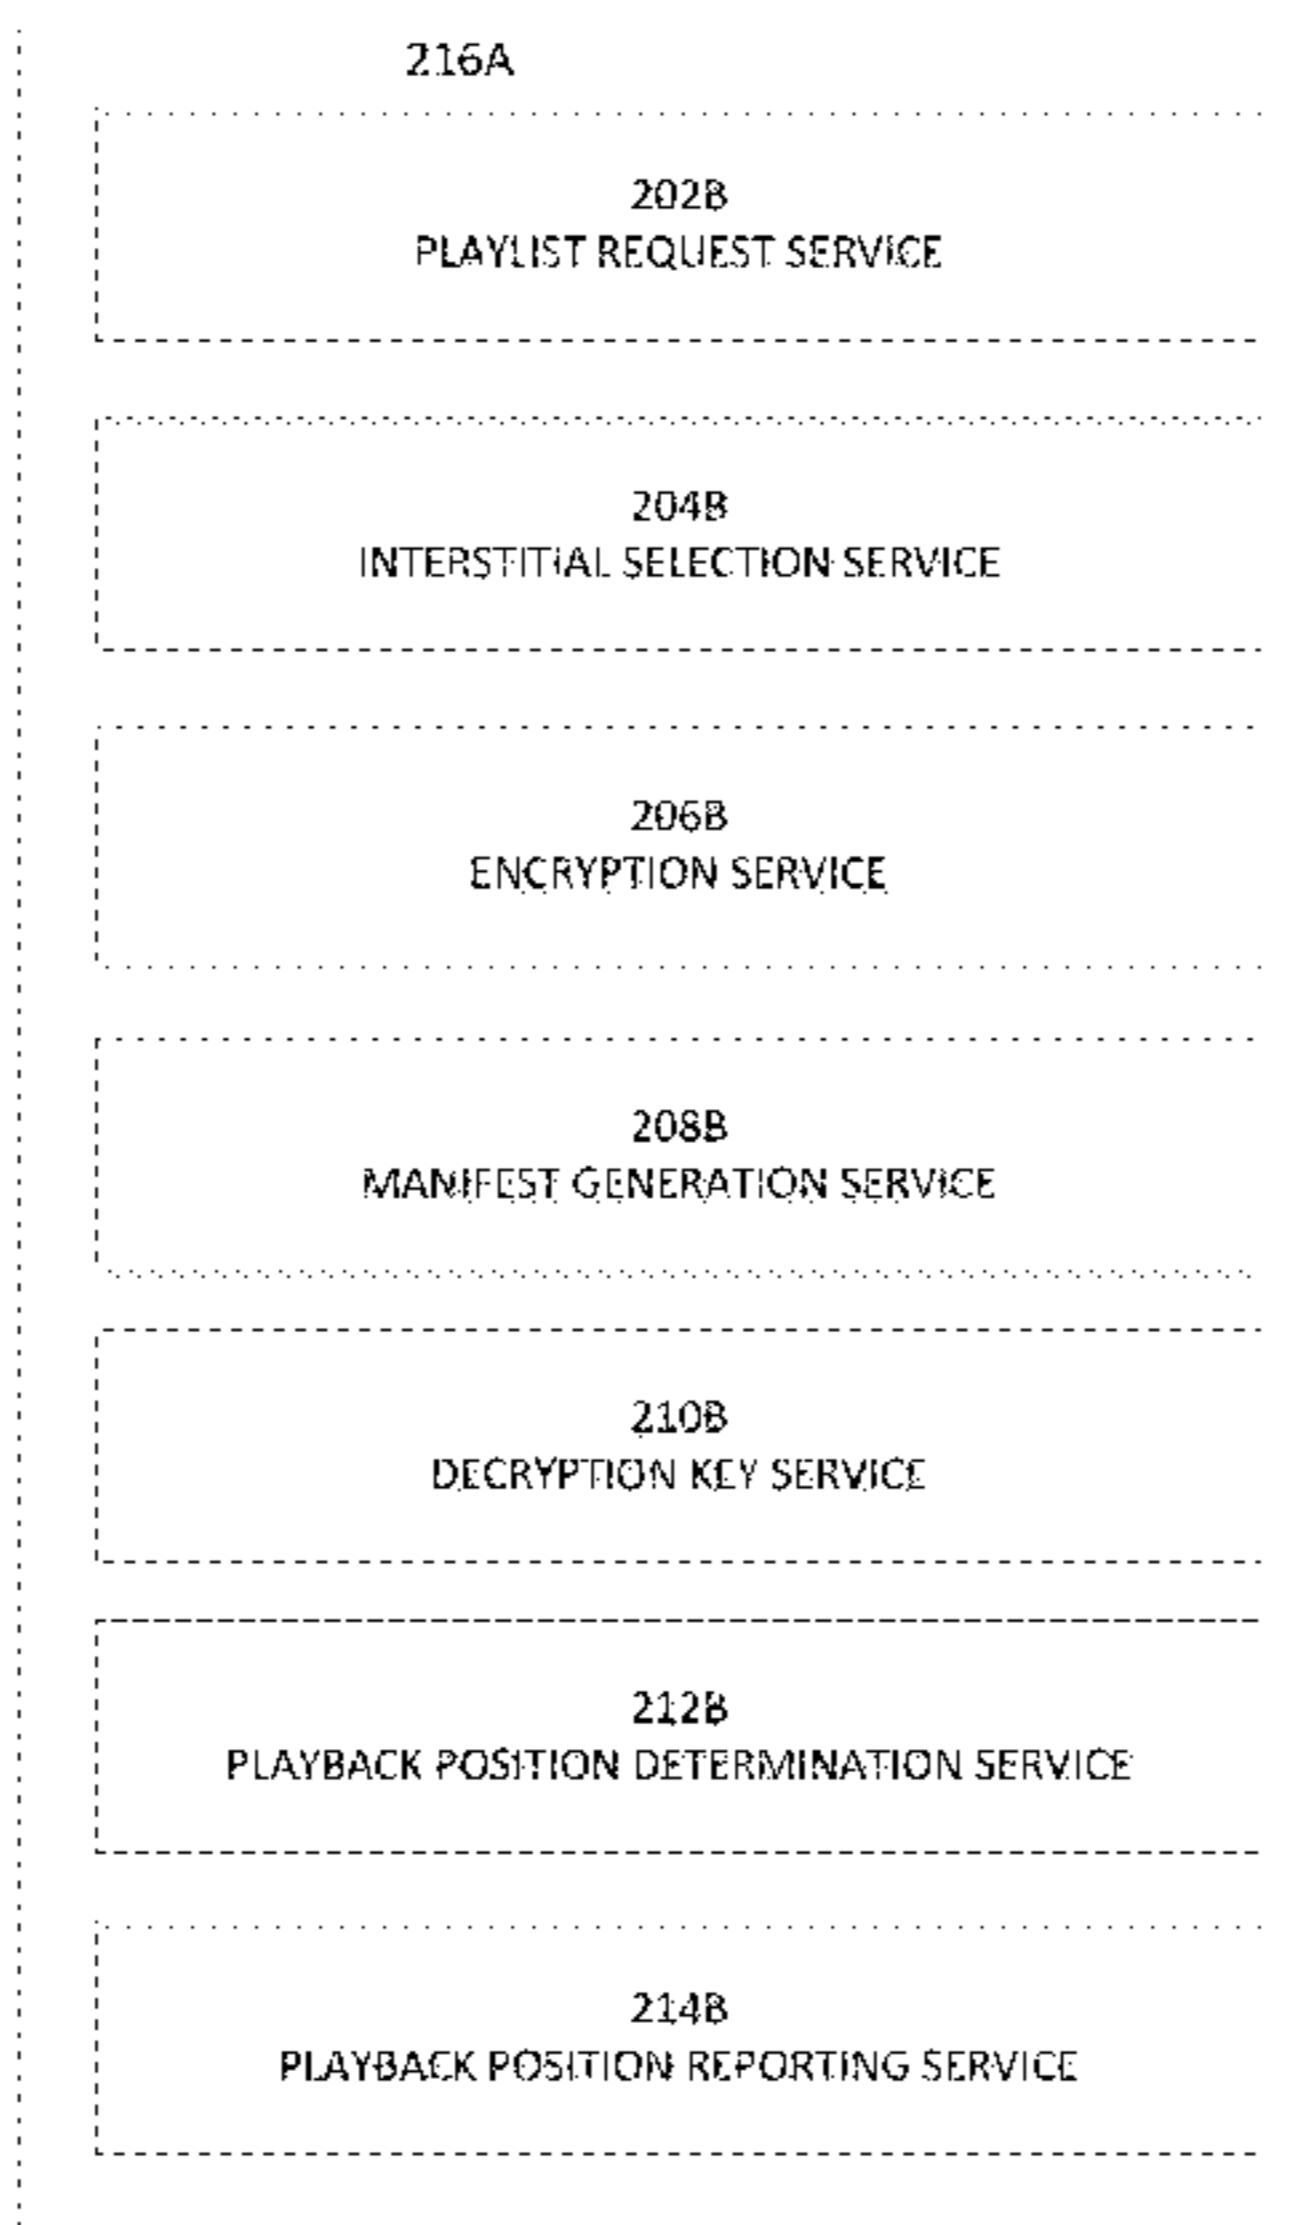 216A
202B
PLAYLIST REQUEST SERVICE
204B
INTERSTITIAL SELECTION SERVICE
206B
ENCRYPTION SERVICE
208B
MANIFEST GENERATION SERVICE
210B
DECRYPTION KEY SERVICE
212B
PLAYBACK POSITION DETERMINATION SERVICE
214B
PLAYBACK POSITION REPORTING SERVICE